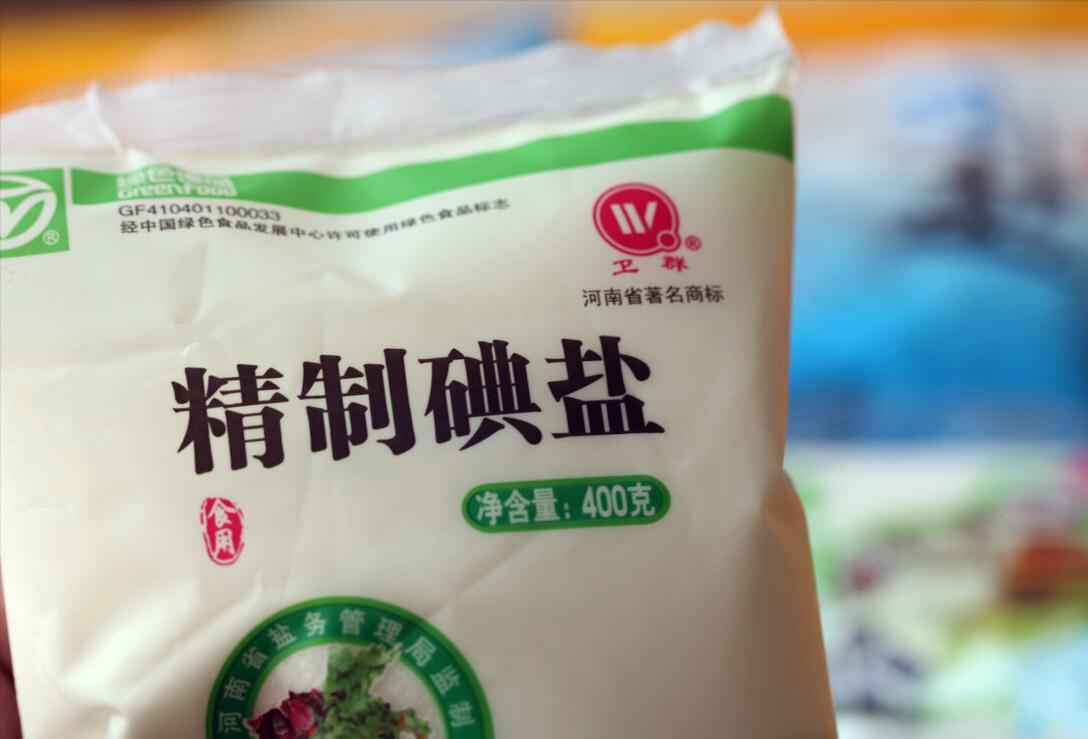 绿色食品
GreenFood
GF410401100033
经中国绿色食品发展中心许可使用绿色食品标志
®
W
®
卫群
河南省著名商标
精制碘盐
净含量：400克
食用
河南省盐务管理局监制